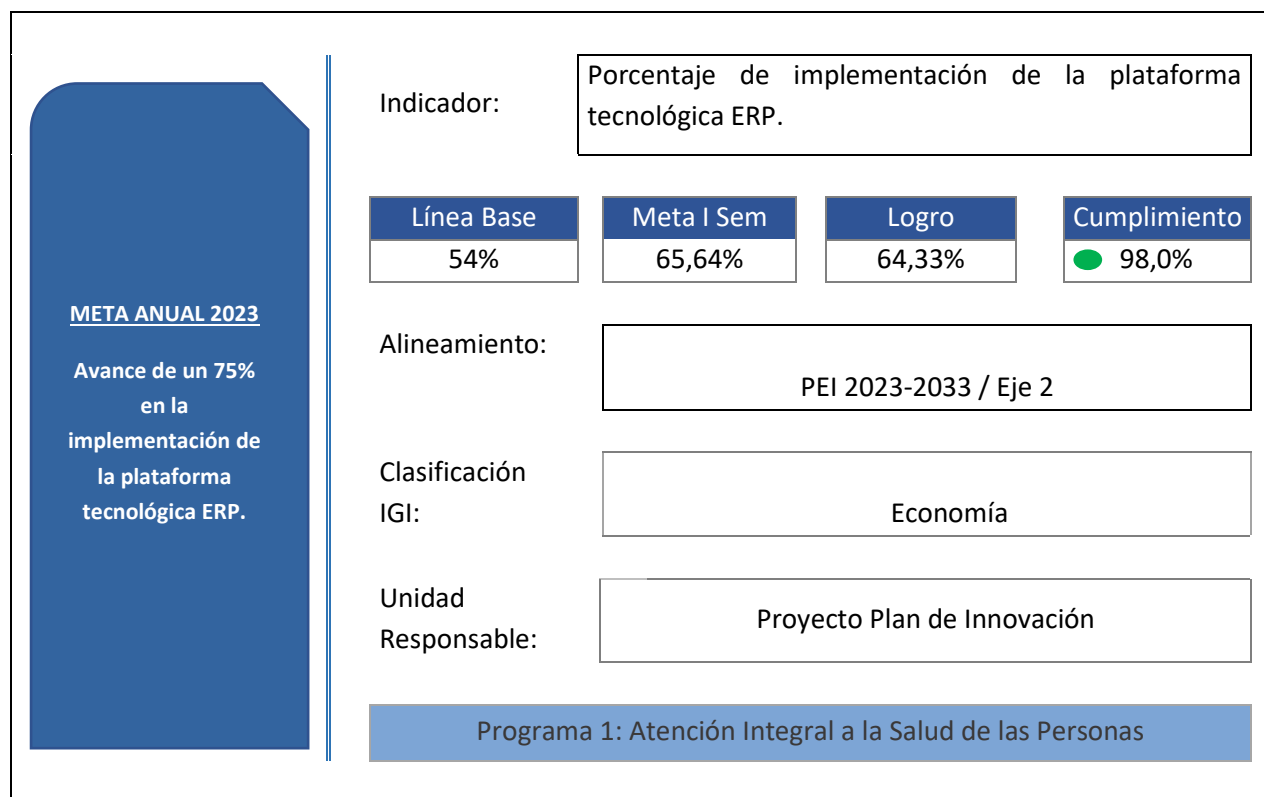 META ANUAL 2023
Avance de un 75%
en la
implementación de
la plataforma
tecnológica ERP.
Indicador:
Porcentaje de implementación de la plataforma
tecnológica ERP.
Línea Base
54%
Meta I Sem
65,64%
Logro
64,33%
Cumplimiento
98,0%
Alineamiento:
PEI 2023-2033 / Eje 2
Clasificación
IGI:
Economía
Unidad
Responsable:
Proyecto Plan de Innovación
Programa 1: Atención Integral a la Salud de las Personas